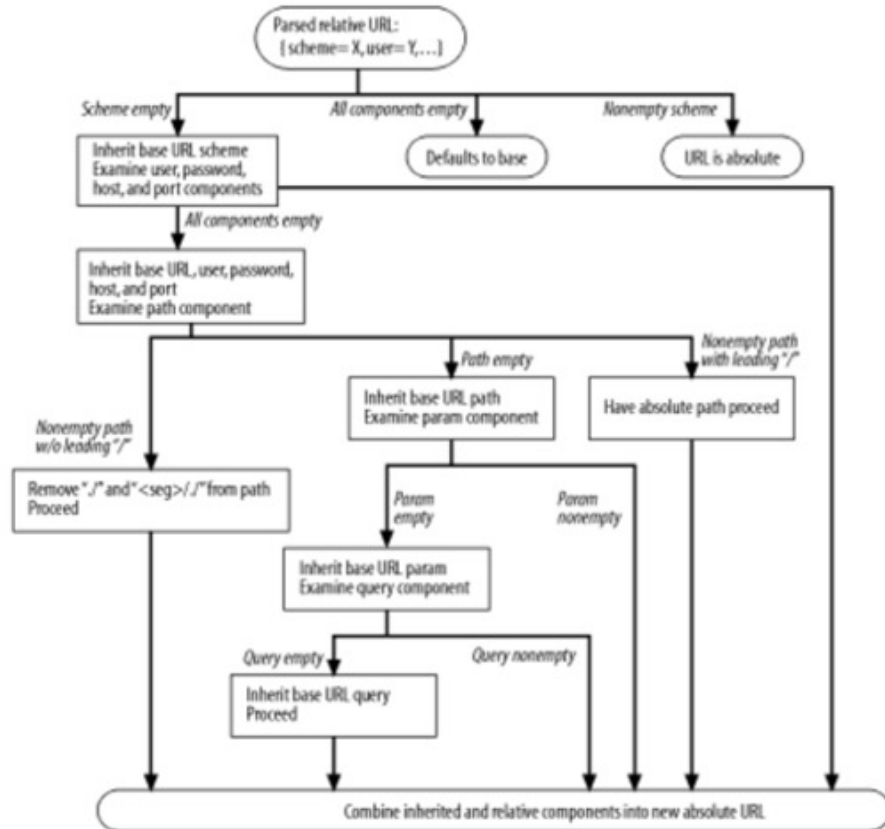 Parsed relative URL:
{ scheme= X, user= Y,...}
Scheme empty
All components empty
Nonempty scheme
Inherit base URL scheme
Examine user, password,
host, and port components
Defaults to base
URL is absolute
All components empty
Inherit base URL, user, password,
host, and port
Examine path component
Nonempty path
with leading "/"
Path empty
Inherit base URL path
Examine param component
Have absolute path proceed
Nonempty path
w/o leading "/"
Remove "./" and "<seg>/./" from path
Proceed
Param
empty
Param
nonempty
Inherit base URL param
Examine query component
Query empty
Query nonempty
Inherit base URL query
Proceed
Combine inherited and relative components into new absolute URL